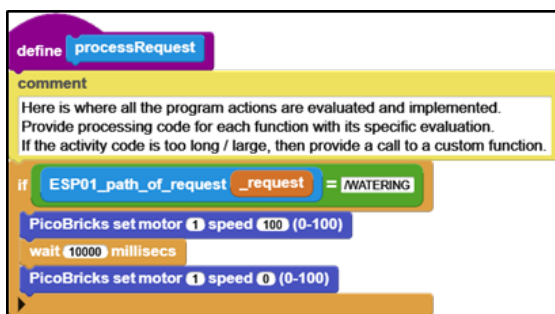 define processRequest
comment
Here is where all the program actions are evaluated and implemented.
Provide processing code for each function with its specific evaluation.
If the activity code is too long / large, then provide a call to a custom function.
if ESP01_path_of_request _request = /WATERING
PicoBricks set motor 1 speed 100 (0-100)
wait 10000 millisecs
PicoBricks set motor 1 speed 0 (0-100)